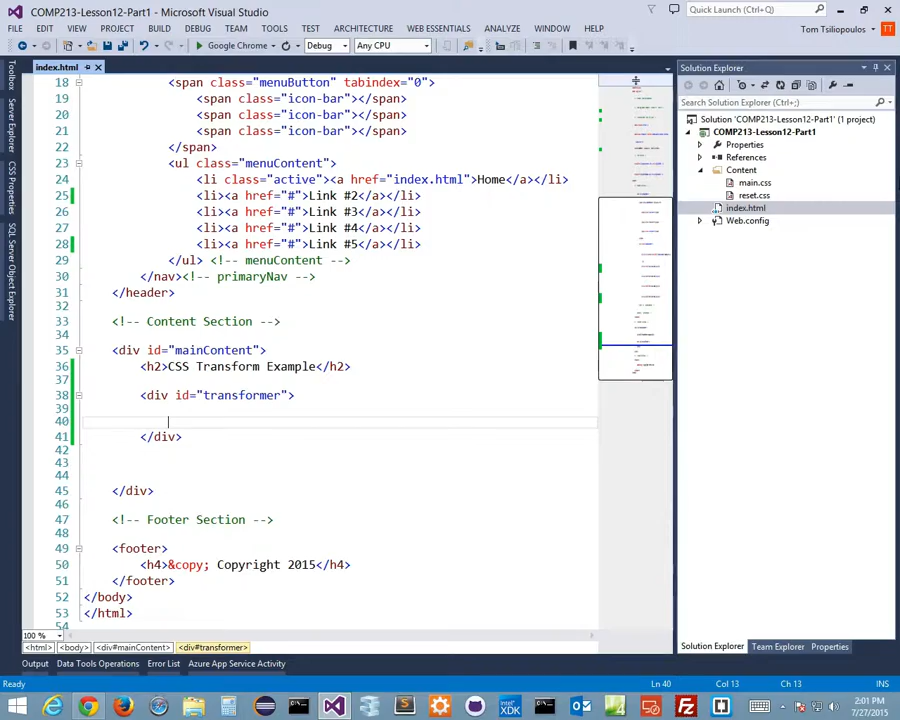 COMP213-Lesson12-Part1 - Microsoft Visual Studio
Quick Launch (Ctrl+;)
FILE EDIT VIEW PROJECT BUILD DEBUG TEAM TOOLS TEST ARCHITECTURE WEB ESSENTIALS ANALYZE WINDOW HELP
Tom Tsiliopoulos TT
Google Chrome Debug Any CPU
index.html
Toolbox
Server Explorer
CSS Properties
SQL Server Object Explorer
18 <span class="menuButton" tabindex="0">
19 <span class="icon-bar"></span>
20 <span class="icon-bar"></span>
21 <span class="icon-bar"></span>
22 </span>
23 <ul class="menuContent">
24 <li class="active"><a href="index.html">Home</a></li>
25 <li><a href="#">Link #2</a></li>
26 <li><a href="#">Link #3</a></li>
27 <li><a href="#">Link #4</a></li>
28 <li><a href="#">Link #5</a></li>
29 </ul> <!-- menuContent -->
30 </nav><!-- primaryNav -->
31 </header>
32
33 <!-- Content Section -->
34
35 <div id="mainContent">
36 <h2>CSS Transform Example</h2>
37
38 <div id="transformer">
39
40
41 </div>
42
43
44
45 </div>
46
47 <!-- Footer Section -->
48
49 <footer>
50 <h4>&copy; Copyright 2015</h4>
51 </footer>
52 </body>
53 </html>
54
100 %
<html> <body> <div#mainContent> <div#transformer>
Solution Explorer
Search Solution Explorer (Ctrl+;)
Solution 'COMP213-Lesson12-Part1' (1 project)
COMP213-Lesson12-Part1
Properties
References
Content
main.css
reset.css
index.html
Web.config
Solution Explorer Team Explorer Properties
Output Data Tools Operations Error List Azure App Service Activity
Ready Ln 40 Col 13 Ch 13 INS
2:01 PM
7/27/2015